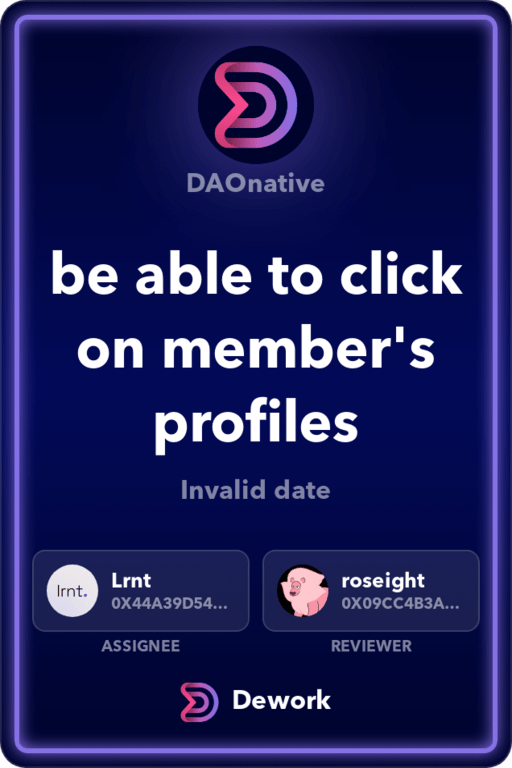 DAOnative
be able to click
on member's
profiles
Invalid date
lrnt.
Lrnt
0X44A39D54...
ASSIGNEE
roseight
0X09CC4B3A...
REVIEWER
Dework